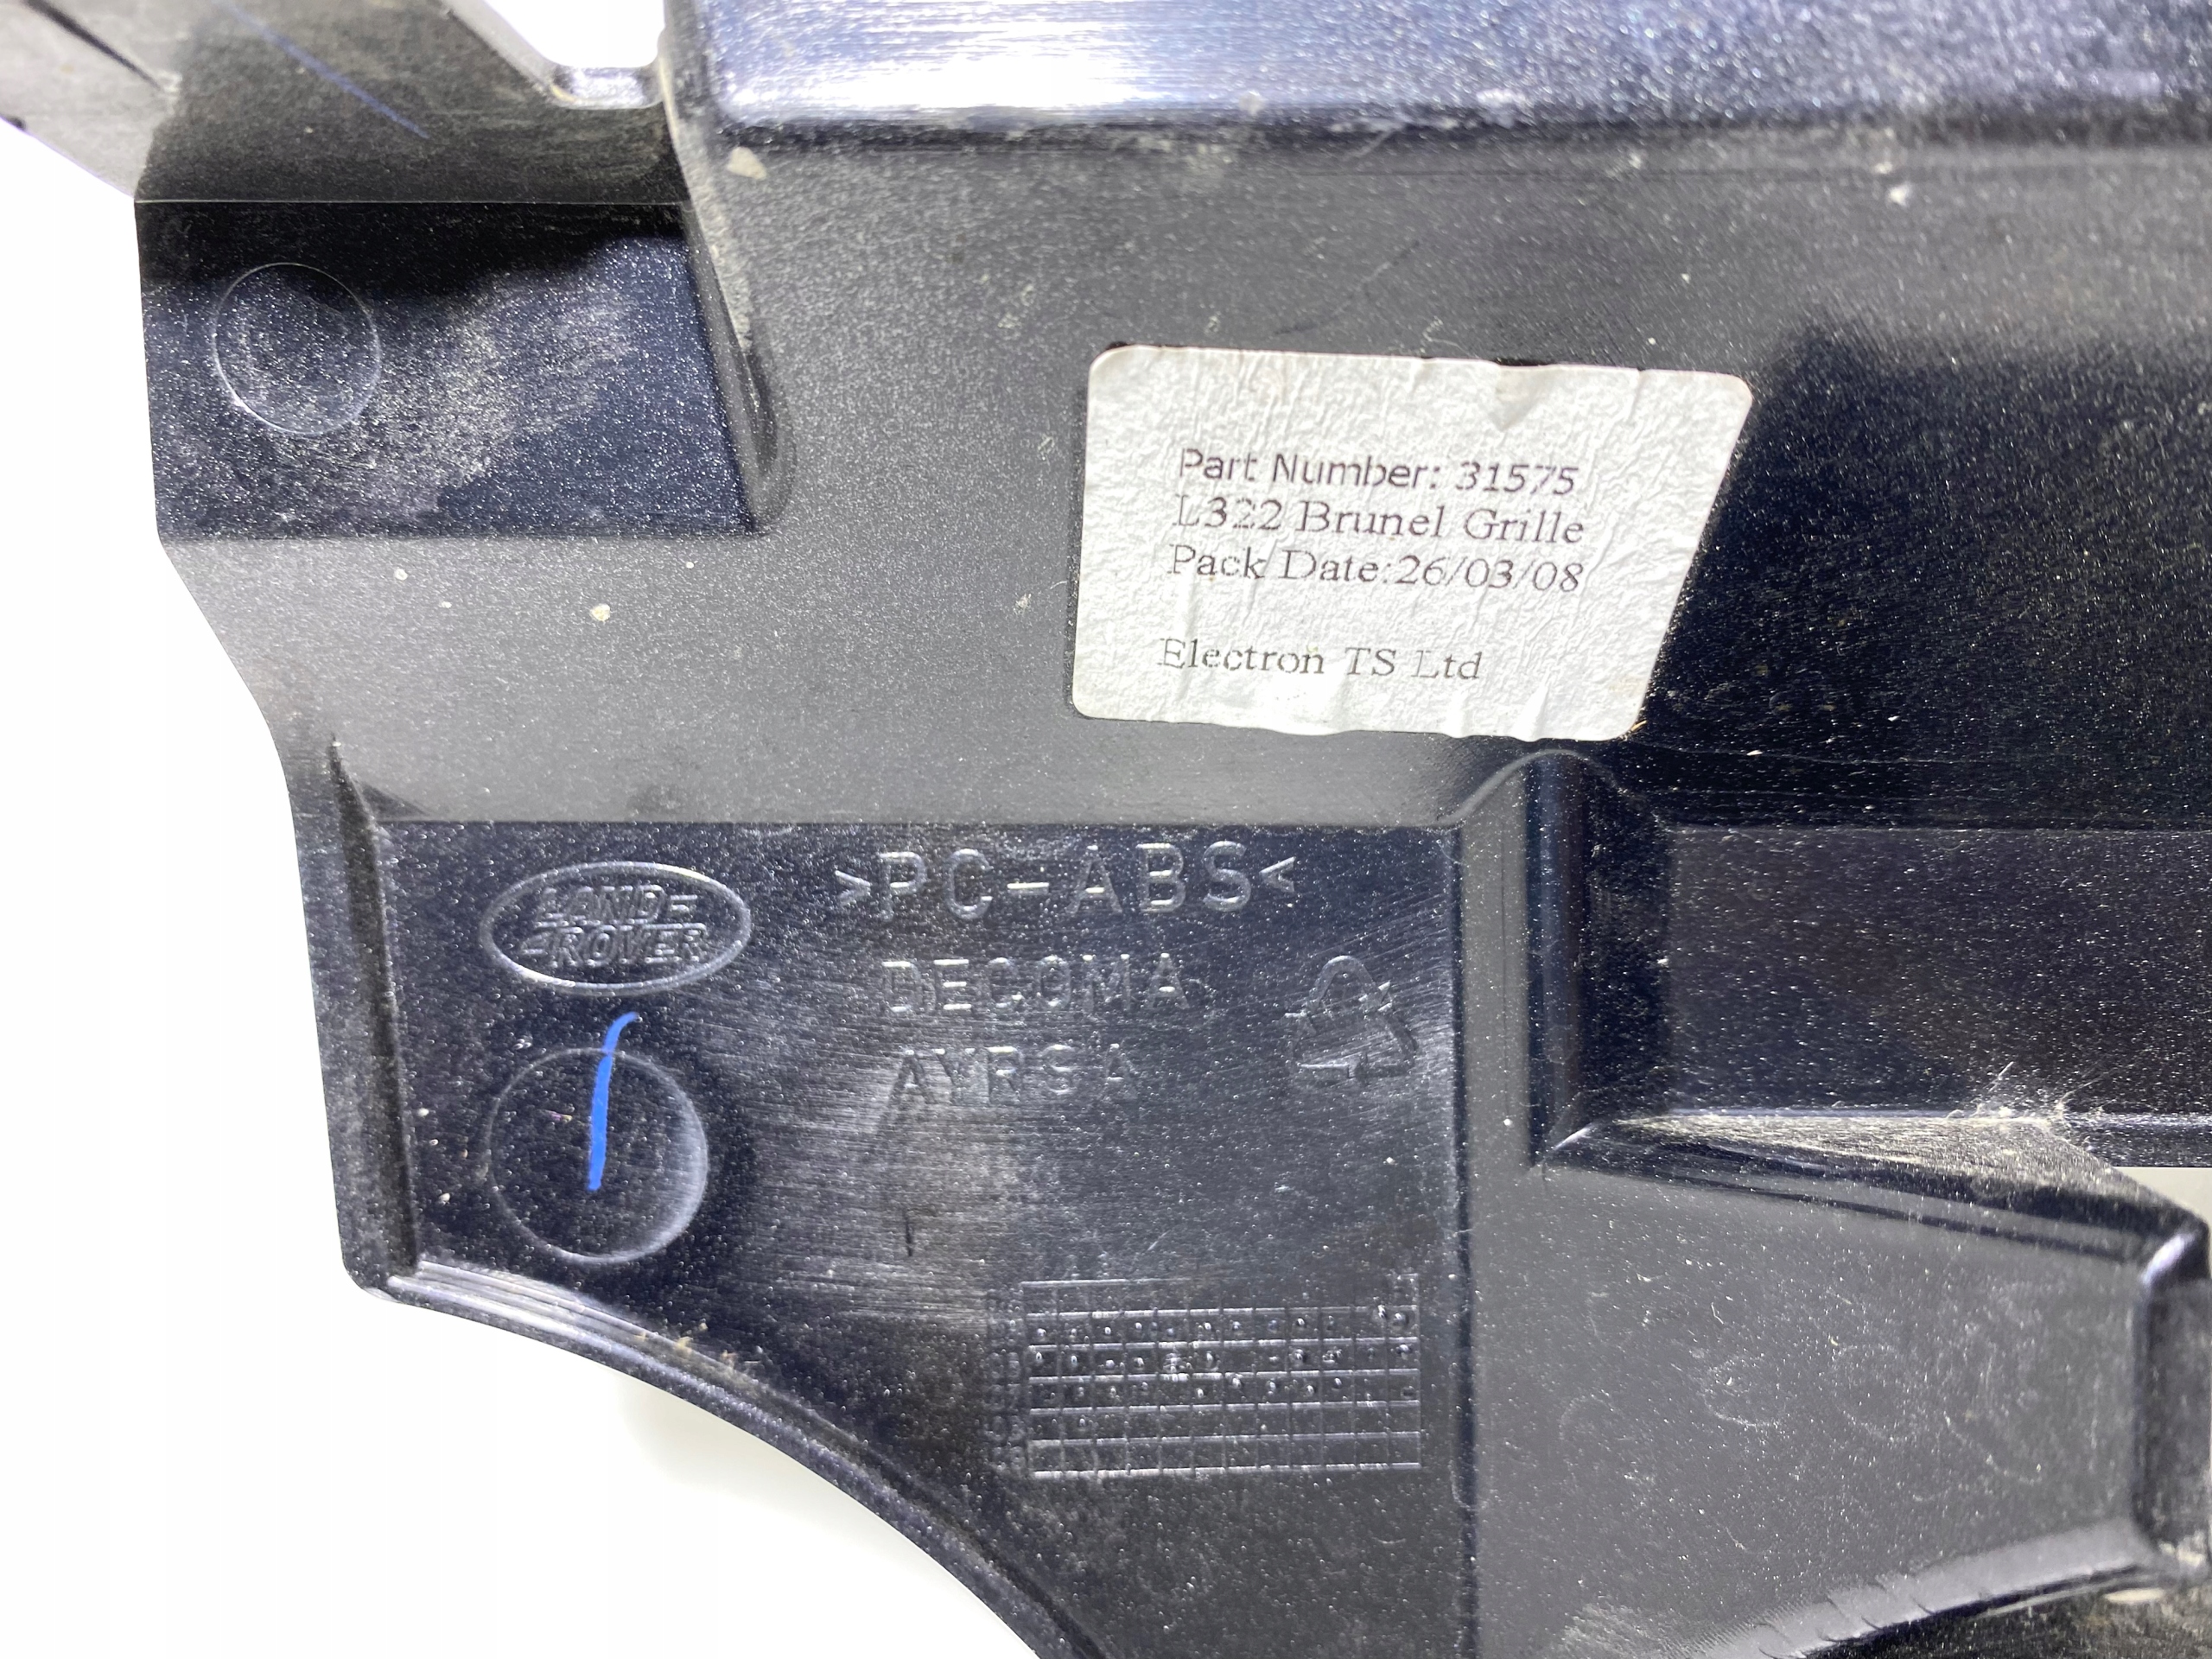 Part Number: 31575
L322 Brunel Grille
Pack Date:26/03/08
Electron TS Ltd
LAND
ROVER
>PC-ABS<
DECOMA
AYRSA